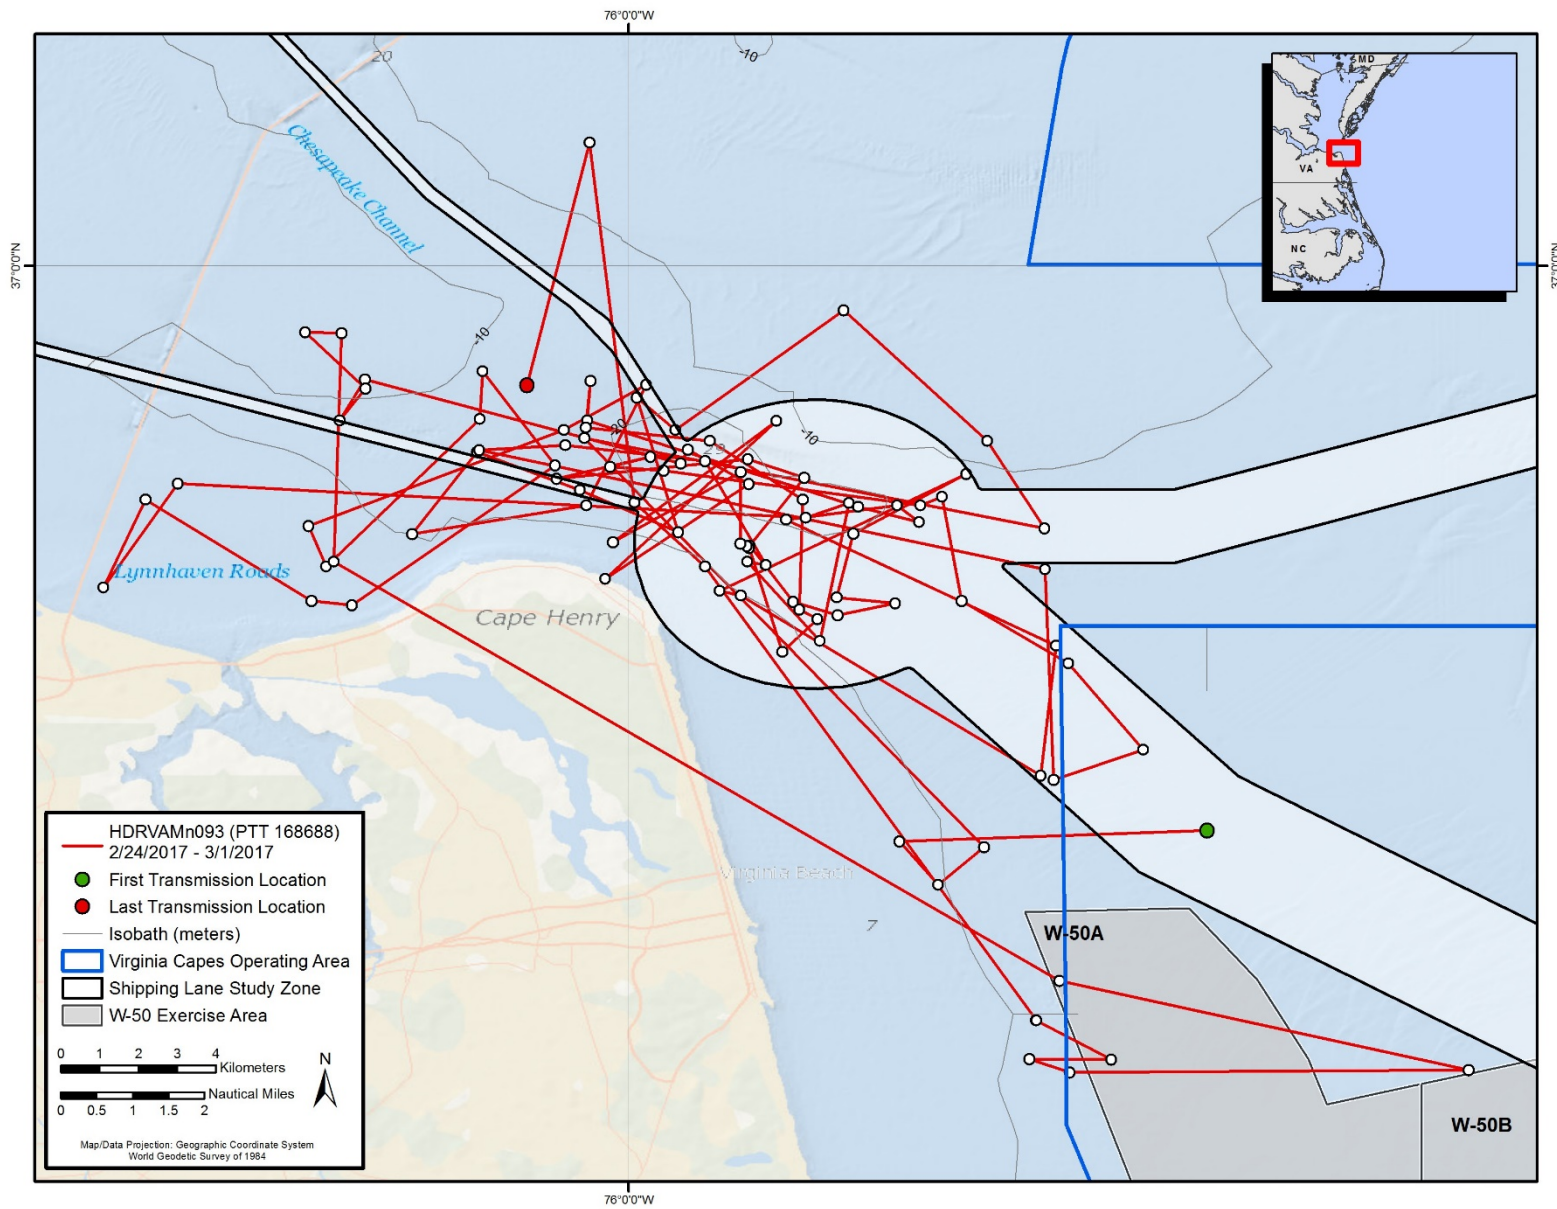 76°0'0"W
20
-10
Chesapeake Channel
MD
VA
NC
37°0'0"N
37°0'0"N
-10
-20
-10
29
Lynnhaven Roads
Cape Henry
HDRVAMn093 (PTT 168688)
2/24/2017 - 3/1/2017
First Transmission Location
Last Transmission Location
Isobath (meters)
Virginia Capes Operating Area
Shipping Lane Study Zone
W-50 Exercise Area
0 1 2 3 4
Kilometers
Nautical Miles
0 0.5 1 1.5 2
N
Map/Data Projection: Geographic Coordinate System
World Geodetic Survey of 1984
Virginia Beach
7
W-50A
W-50B
76°0'0"W